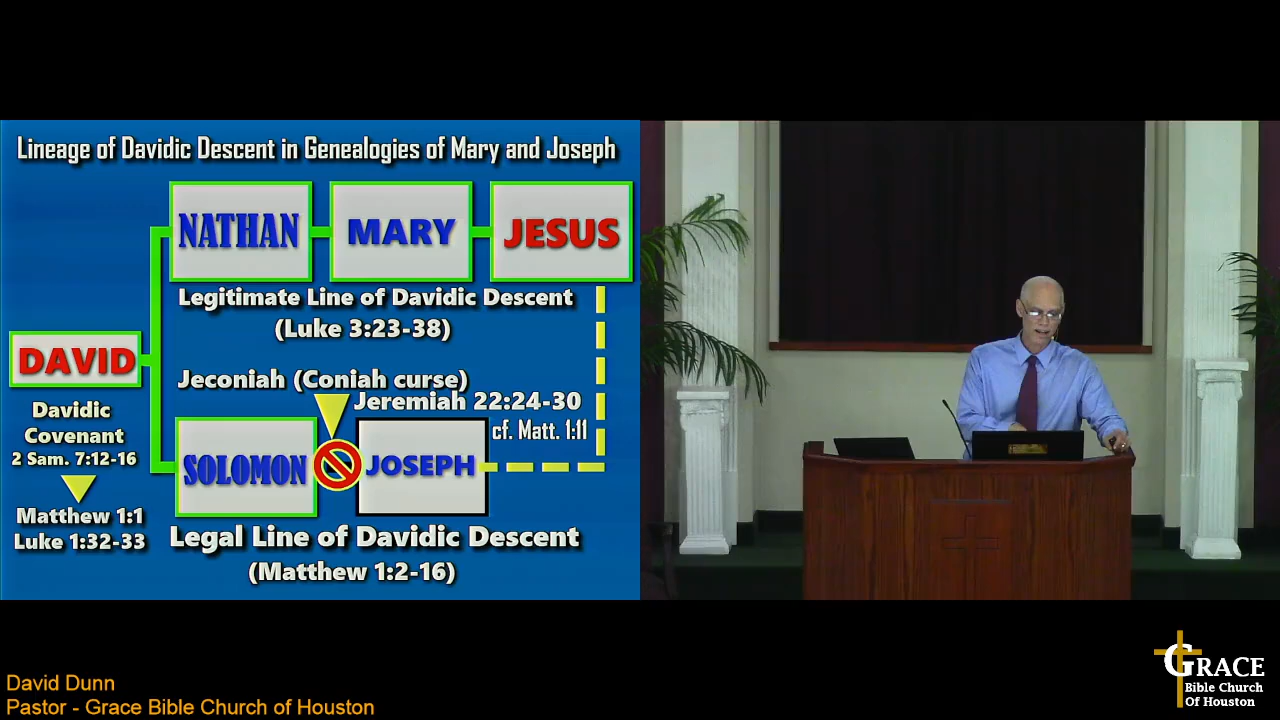 Lineage of Davidic Descent in Genealogies of Mary and Joseph
NATHAN
MARY
JESUS
Legitimate Line of Davidic Descent
(Luke 3:23-38)
DAVID
Davidic
Covenant
2 Sam. 7:12-16
Matthew 1:1
Luke 1:32-33
Jeconiah (Coniah curse)
Jeremiah 22:24-30
cf. Matt. 1:11
SOLOMON
JOSEPH
Legal Line of Davidic Descent
(Matthew 1:2-16)
David Dunn
Pastor - Grace Bible Church of Houston
GRACE
Bible Church
Of Houston